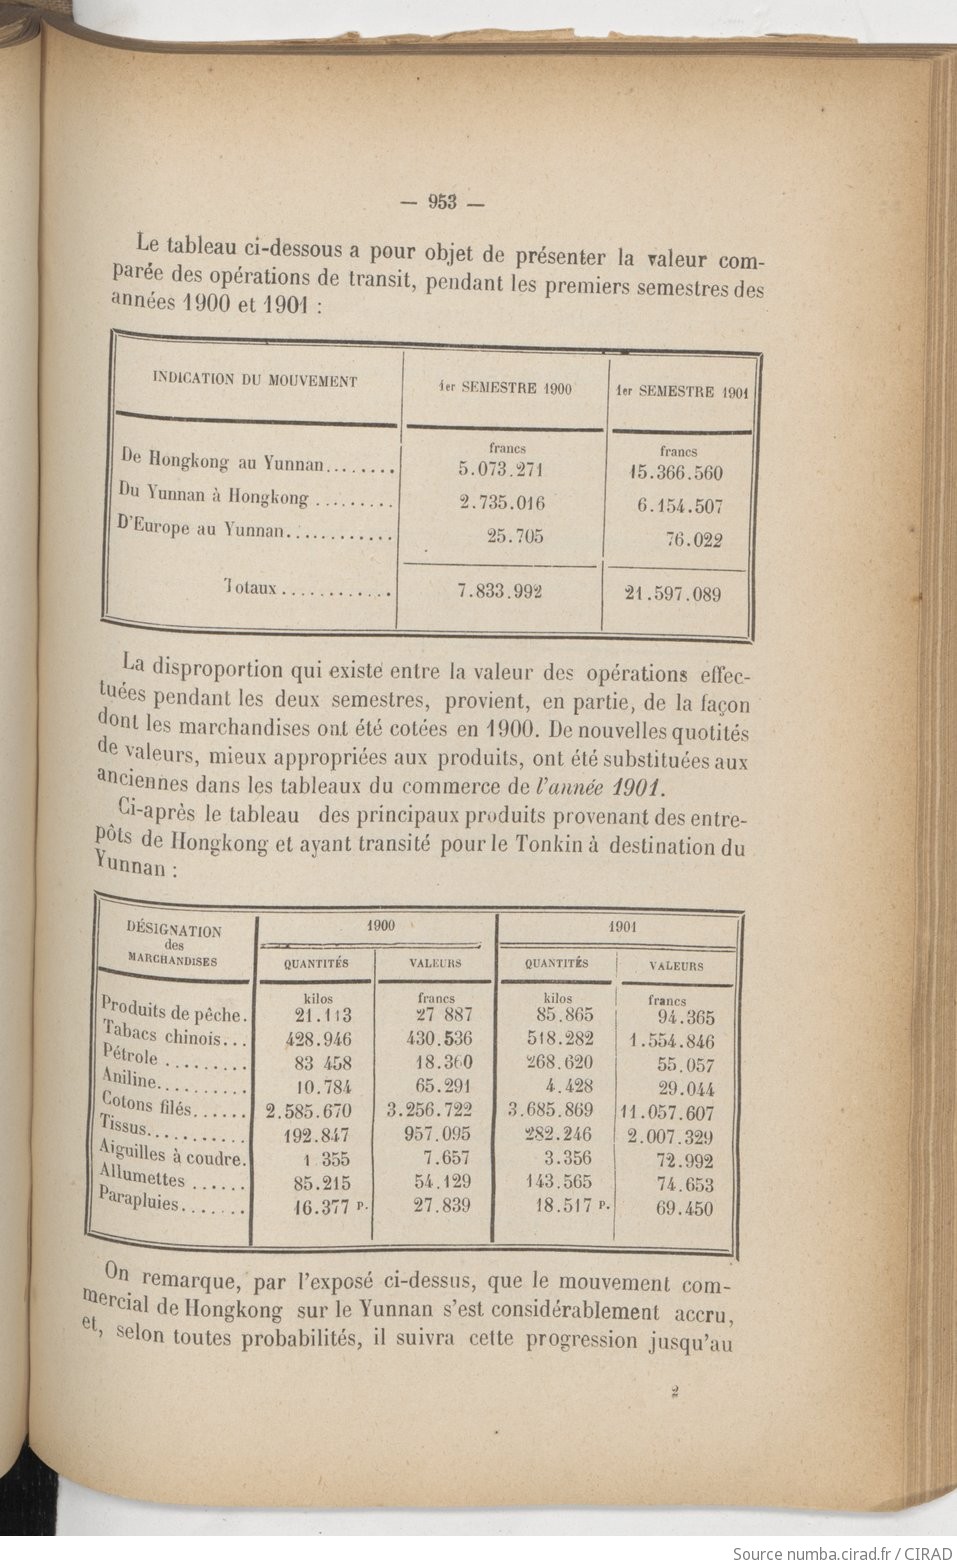 — 953 —
Le tableau ci-dessous a pour objet de présenter la valeur com-
parée des opérations de transit, pendant les premiers semestres des
années 1900 et 1901 :
INDICATION DU MOUVEMENT 1er SEMESTRE 1900 1er SEMESTRE 1901
francs francs
De Hongkong au Yunnan........ 5.073.271 15.366.560
Du Yunnan à Hongkong ......... 2.735.016 6.154.507
D'Europe au Yunnan............ 25.705 76.022
Totaux ............ 7.833.992 21.597.089
La disproportion qui existe entre la valeur des opérations effec-
tuées pendant les deux semestres, provient, en partie, de la façon
dont les marchandises ont été cotées en 1900. De nouvelles quotités
de valeurs, mieux appropriées aux produits, ont été substituées aux
anciennes dans les tableaux du commerce de l'année 1901.
Ci-après le tableau des principaux produits provenant des entre-
pôts de Hongkong et ayant transité pour le Tonkin à destination du
Yunnan :
DÉSIGNATION des MARCHANDISES 1900 1901
QUANTITÉS VALEURS QUANTITÉS VALEURS
kilos francs kilos francs
Produits de pêche. 21.113 27 887 85.865 94.365
Tabacs chinois... 428.946 430.536 518.282 1.554.846
Pétrole ......... 83 458 18.360 268.620 55.057
Aniline.......... 10.784 65.291 4.428 29.044
Cotons filés...... 2.585.670 3.256.722 3.685.869 11.057.607
Tissus........... 192.847 957.095 282.246 2.007.329
Aiguilles à coudre. 1 355 7.657 3.356 72.992
Allumettes ...... 85.215 54.129 143.565 74.653
Parapluies....... 16.377 P. 27.839 18.517 P. 69.450
On remarque, par l'exposé ci-dessus, que le mouvement com-
mercial de Hongkong sur le Yunnan s'est considérablement accru,
et, selon toutes probabilités, il suivra cette progression jusqu'au
2
Source numba.cirad.fr / CIRAD